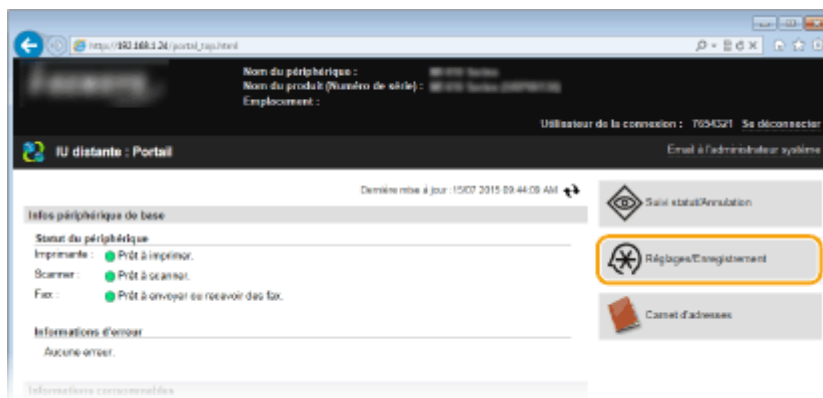 http://192.168.1.24/portal_top.html
Nom du périphérique :
Nom du produit (Numéro de série) :
Emplacement :
Utilisateur de la connexion : 7654321 Se déconnecter
IU distante : Portail
Email à l'administrateur système
Dernière mise à jour :15/07 2015 09:44:09 AM
Infos périphérique de base
Statut du périphérique
Imprimante : Prêt à imprimer.
Scanner : Prêt à scanner.
Fax : Prêt à envoyer ou recevoir des fax.
Informations d'erreur
Aucune erreur.
Informations consommables
Suivi statut/Annulation
Réglages/Enregistrement
Carnet d'adresses